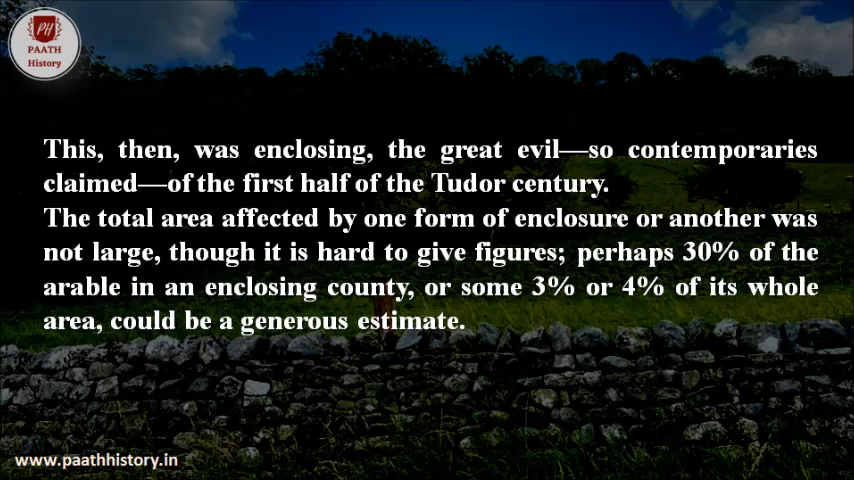 PH
PAATH
History
This, then, was enclosing, the great evil—so contemporaries
claimed—of the first half of the Tudor century.
The total area affected by one form of enclosure or another was
not large, though it is hard to give figures; perhaps 30% of the
arable in an enclosing county, or some 3% or 4% of its whole
area, could be a generous estimate.
www.paathhistory.in